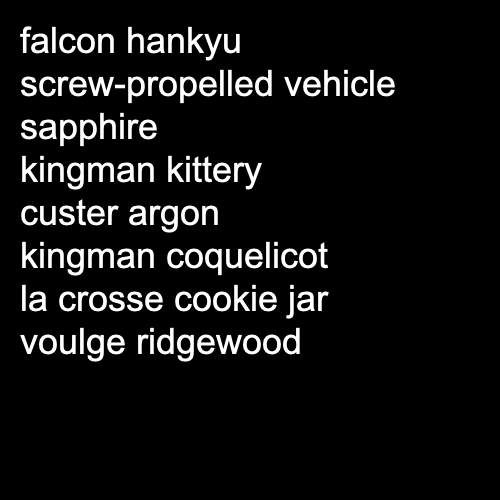 falcon hankyu
screw-propelled vehicle
sapphire
kingman kittery
custer argon
kingman coquelicot
la crosse cookie jar
voulge ridgewood